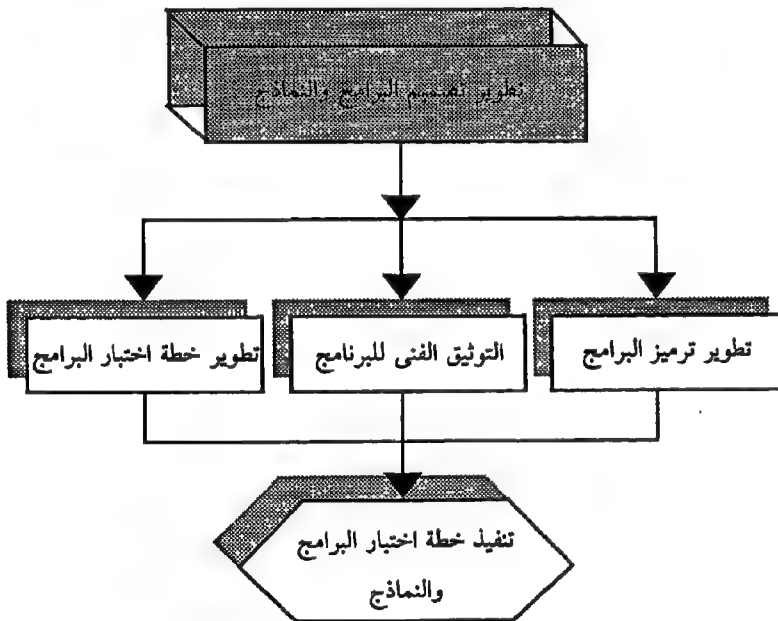 تطوير تصميم البرامج والنماذج
تطوير ترميز البرامج
التوثيق الفنى للبرنامج
تطوير خطة اختبار البرامج
تنفيذ خطة اختبار البرامج
والنماذج